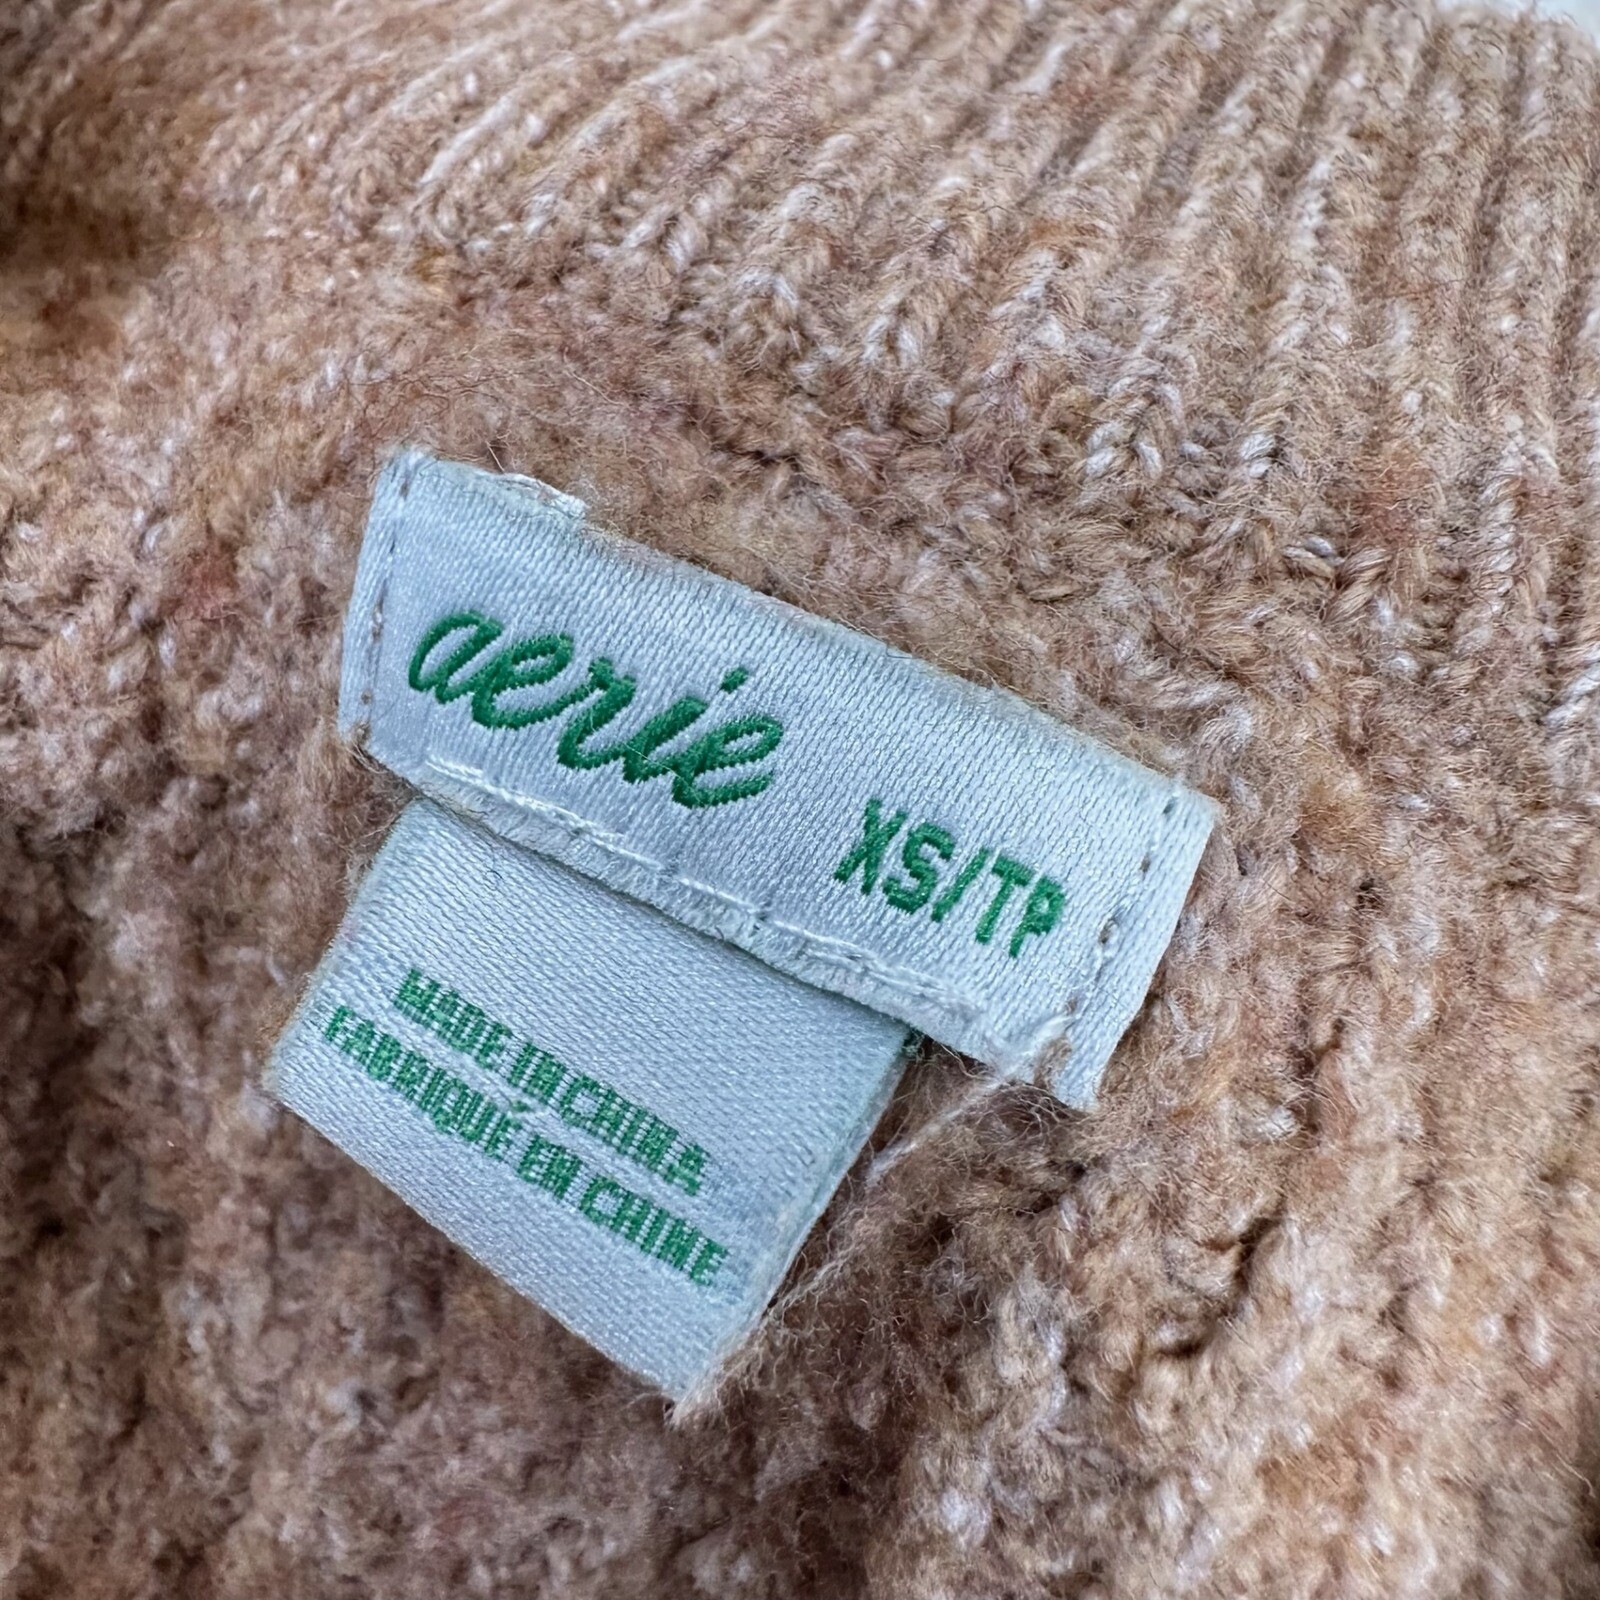 aerie
XS/TP
MADE IN CHINA
FABRIQUÉ EN CHINE